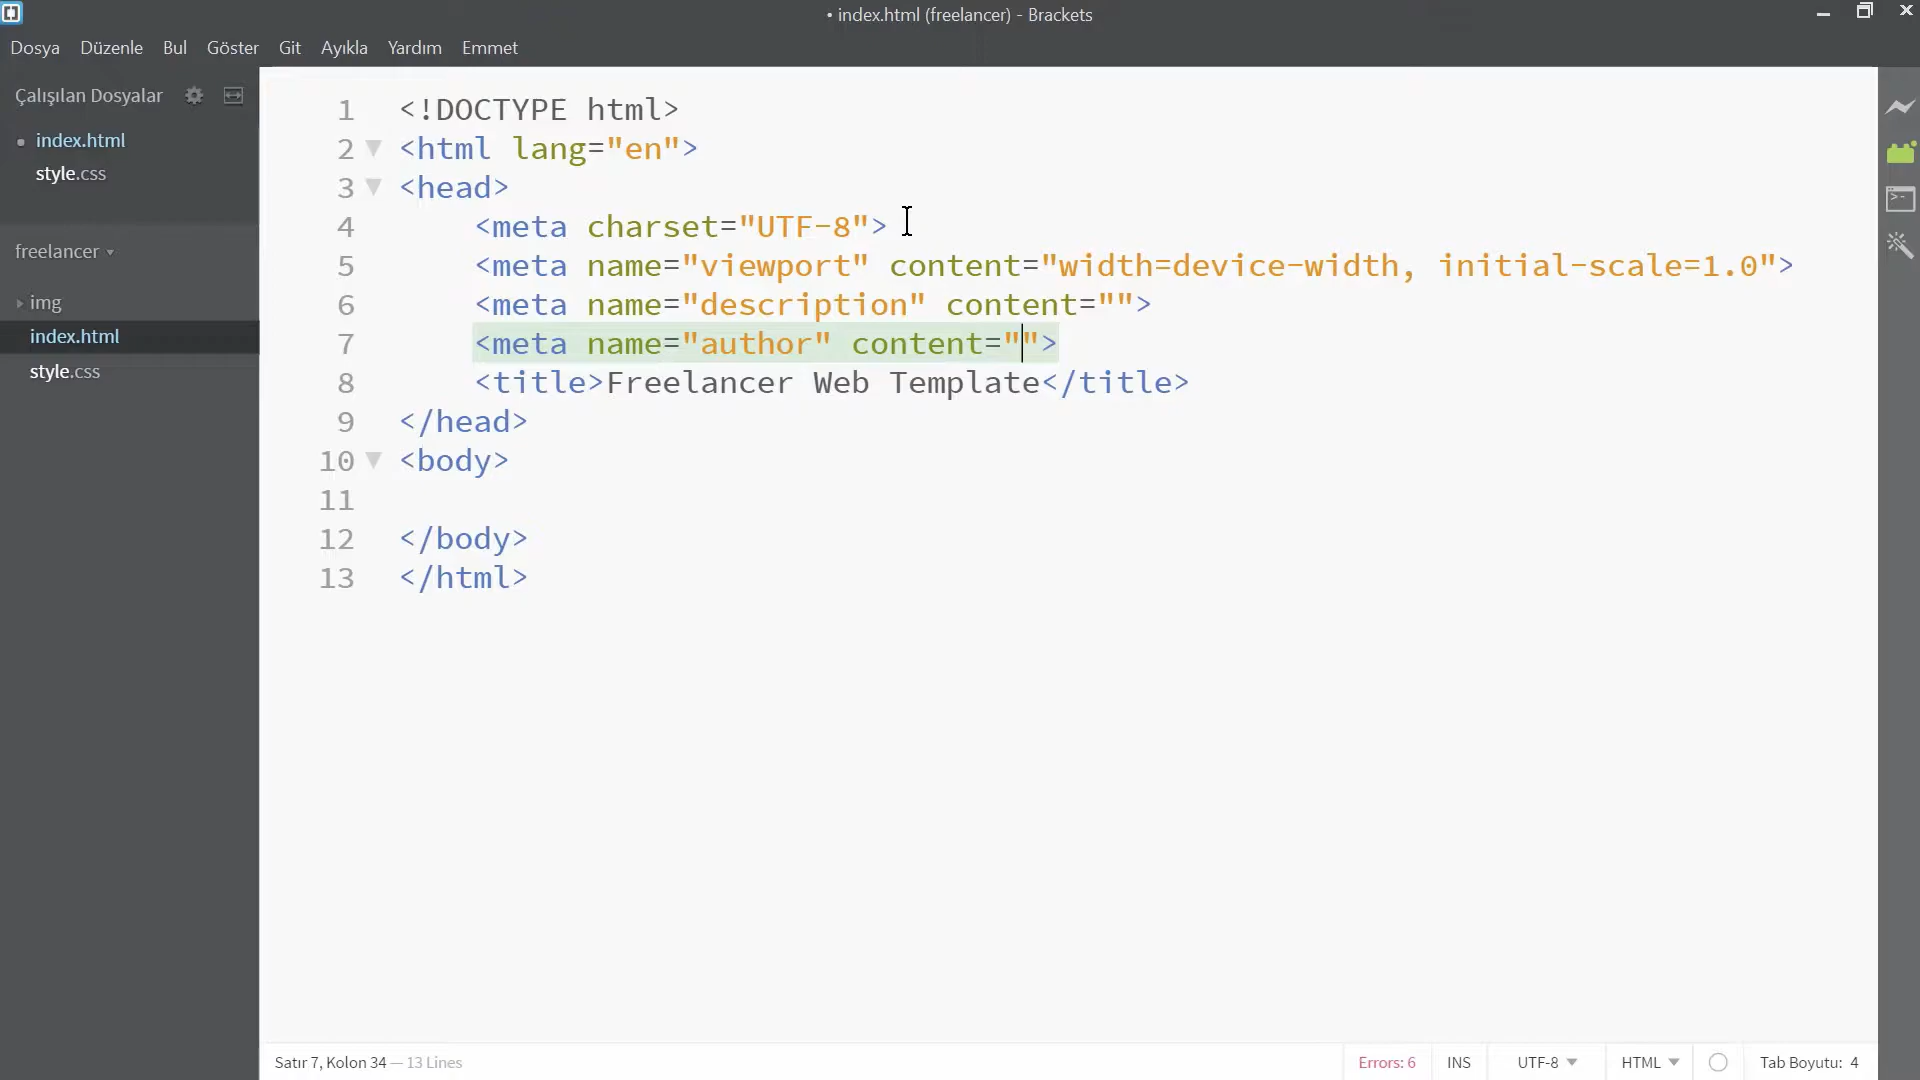 • index.html (freelancer) - Brackets
Dosya Düzenle Bul Göster Git Ayıkla Yardım Emmet
Çalışılan Dosyalar
• index.html
style.css
freelancer
img
index.html
style.css
1 <!DOCTYPE html>
2 <html lang="en">
3 <head>
4 <meta charset="UTF-8">
5 <meta name="viewport" content="width=device-width, initial-scale=1.0">
6 <meta name="description" content="">
7 <meta name="author" content="">
8 <title>Freelancer Web Template</title>
9 </head>
10 <body>
11
12 </body>
13 </html>
Satır 7, Kolon 34 — 13 Lines
Errors: 6 INS UTF-8 HTML Tab Boyutu: 4